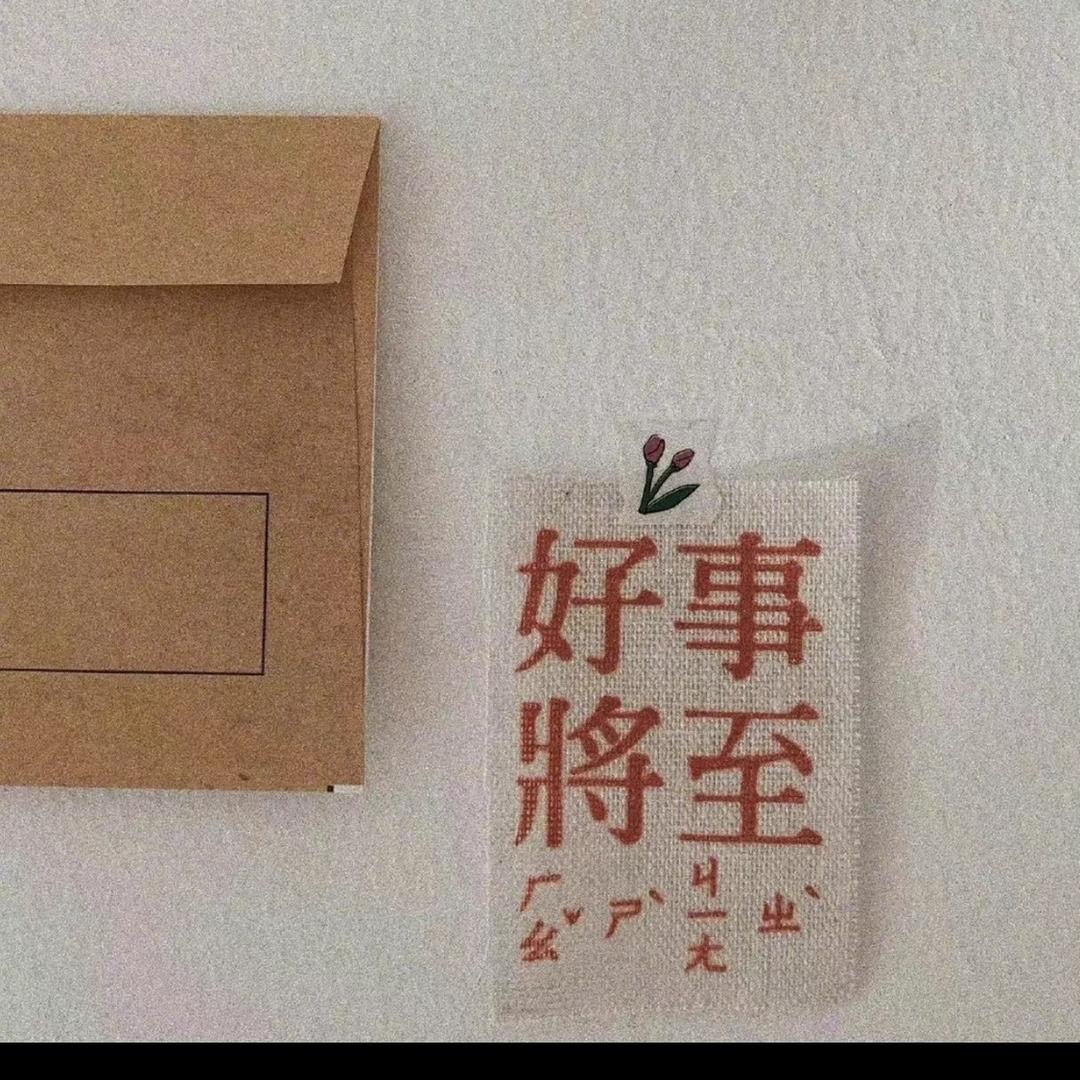 好事
將至
ㄏㄠˇ ㄕˋ ㄐㄧㄤ ㄓˋ